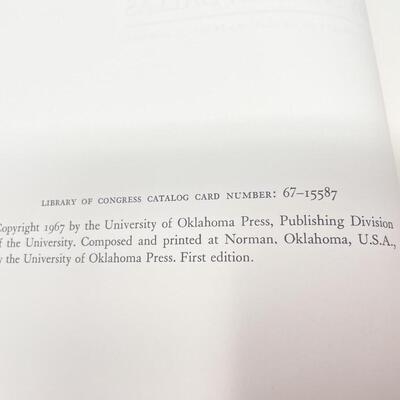 LIBRARY OF CONGRESS CATALOG CARD NUMBER: 67–15587
opyright 1967 by the University of Oklahoma Press, Publishing Division
f the University. Composed and printed at Norman, Oklahoma, U.S.A.,
y the University of Oklahoma Press. First edition.